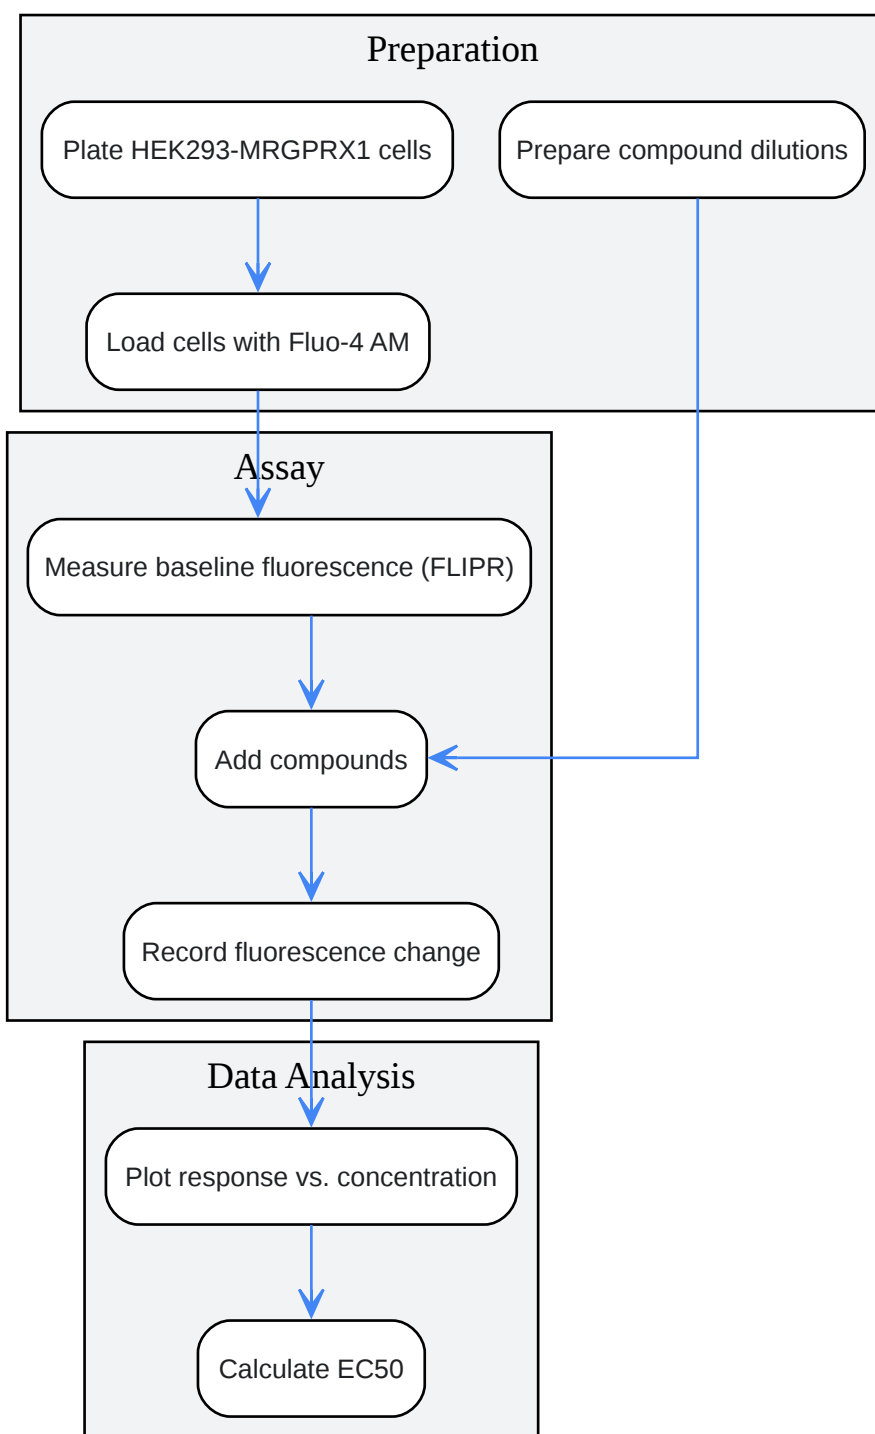 Preparation
Plate HEK293-MRGPRX1 cells
Prepare compound dilutions
Load cells with Fluo-4 AM
Assay
Measure baseline fluorescence (FLIPR)
Add compounds
Record fluorescence change
Data Analysis
Plot response vs. concentration
Calculate EC50